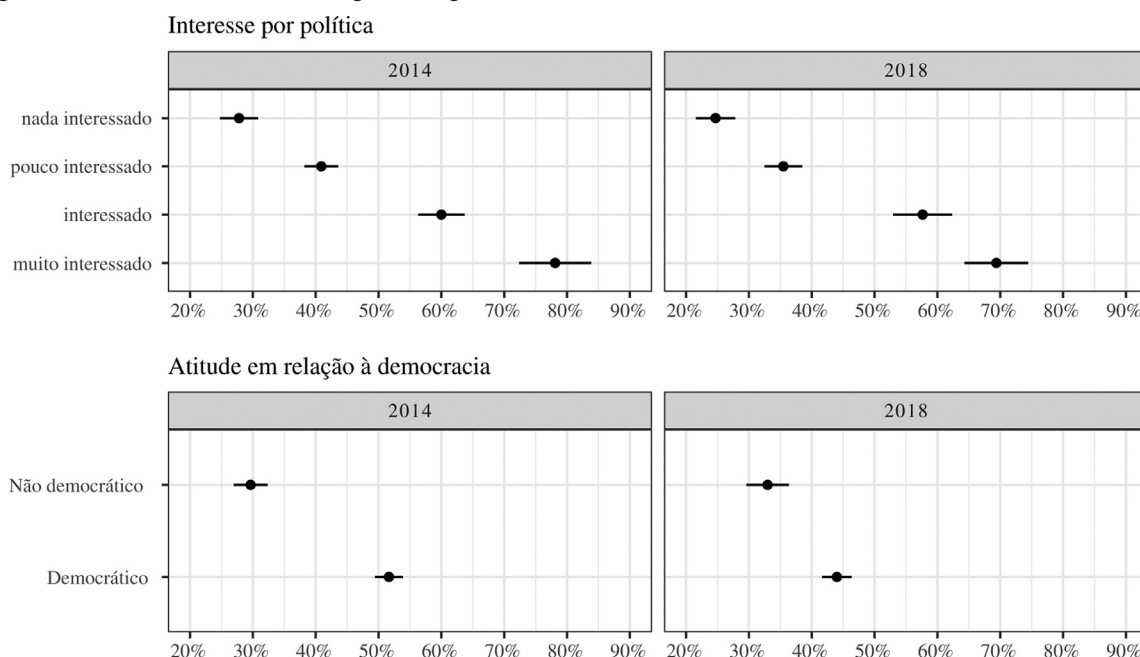 Interesse por política
2014 2018
nada interessado
pouco interessado
interessado
muito interessado
20% 30% 40% 50% 60% 70% 80% 90% 20% 30% 40% 50% 60% 70% 80% 90%
Atitude em relação à democracia
2014 2018
Não democrático
Democrático
20% 30% 40% 50% 60% 70% 80% 90% 20% 30% 40% 50% 60% 70% 80% 90%